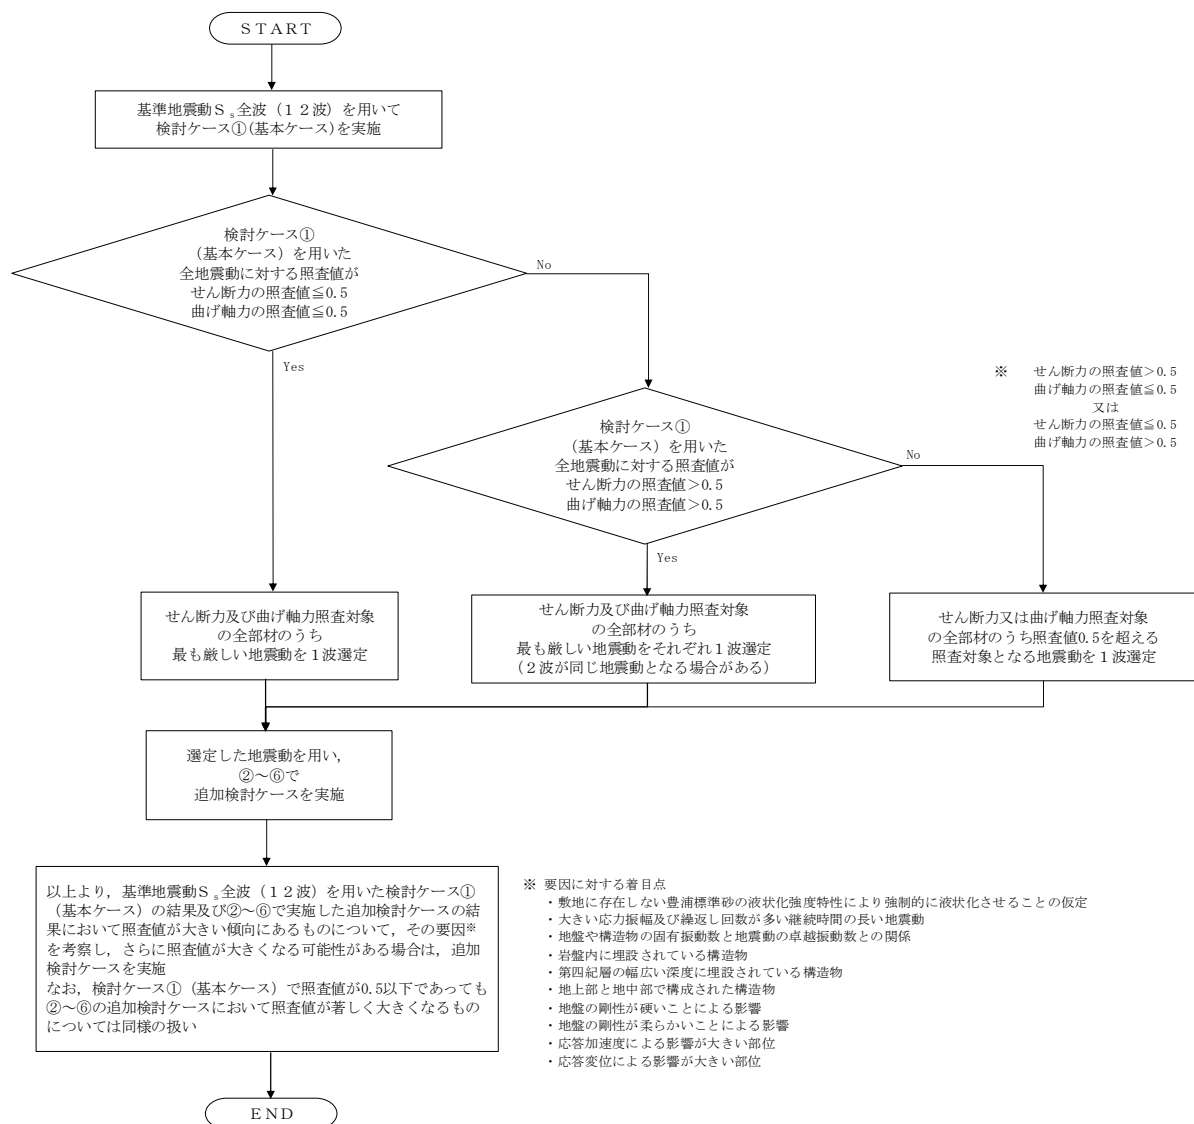 ＳＴＡＲＴ
基準地震動Ｓｓ全波（１２波）を用いて
検討ケース①(基本ケース)を実施
検討ケース①
（基本ケース）を用いた
全地震動に対する照査値が
せん断力の照査値≦0.5
曲げ軸力の照査値≦0.5
No
Yes
※　せん断力の照査値＞0.5
曲げ軸力の照査値≦0.5
又は
せん断力の照査値≦0.5
曲げ軸力の照査値＞0.5
検討ケース①
（基本ケース）を用いた
全地震動に対する照査値が
せん断力の照査値＞0.5
曲げ軸力の照査値＞0.5
No
Yes
せん断力及び曲げ軸力照査対象
の全部材のうち
最も厳しい地震動を１波選定
せん断力及び曲げ軸力照査対象
の全部材のうち
最も厳しい地震動をそれぞれ１波選定
（２波が同じ地震動となる場合がある）
せん断力又は曲げ軸力照査対象
の全部材のうち照査値0.5を超える
照査対象となる地震動を１波選定
選定した地震動を用い，
②～⑥で
追加検討ケースを実施
以上より，基準地震動Ｓｓ全波（１２波）を用いた検討ケース①
（基本ケース）の結果及び②～⑥で実施した追加検討ケースの結
果において照査値が大きい傾向にあるものについて，その要因※
を考察し，さらに照査値が大きくなる可能性がある場合は，追加
検討ケースを実施
なお，検討ケース①（基本ケース）で照査値が0.5以下であっても
②～⑥の追加検討ケースにおいて照査値が著しく大きくなるもの
については同様の扱い
※ 要因に対する着目点
・敷地に存在しない豊浦標準砂の液状化強度特性により強制的に液状化させることの仮定
・大きい応力振幅及び繰返し回数が多い継続時間の長い地震動
・地盤や構造物の固有振動数と地震動の卓越振動数との関係
・岩盤内に埋設されている構造物
・第四紀層の幅広い深度に埋設されている構造物
・地上部と地中部で構成された構造物
・地盤の剛性が硬いことによる影響
・地盤の剛性が柔らかいことによる影響
・応答加速度による影響が大きい部位
・応答変位による影響が大きい部位
ＥＮＤ